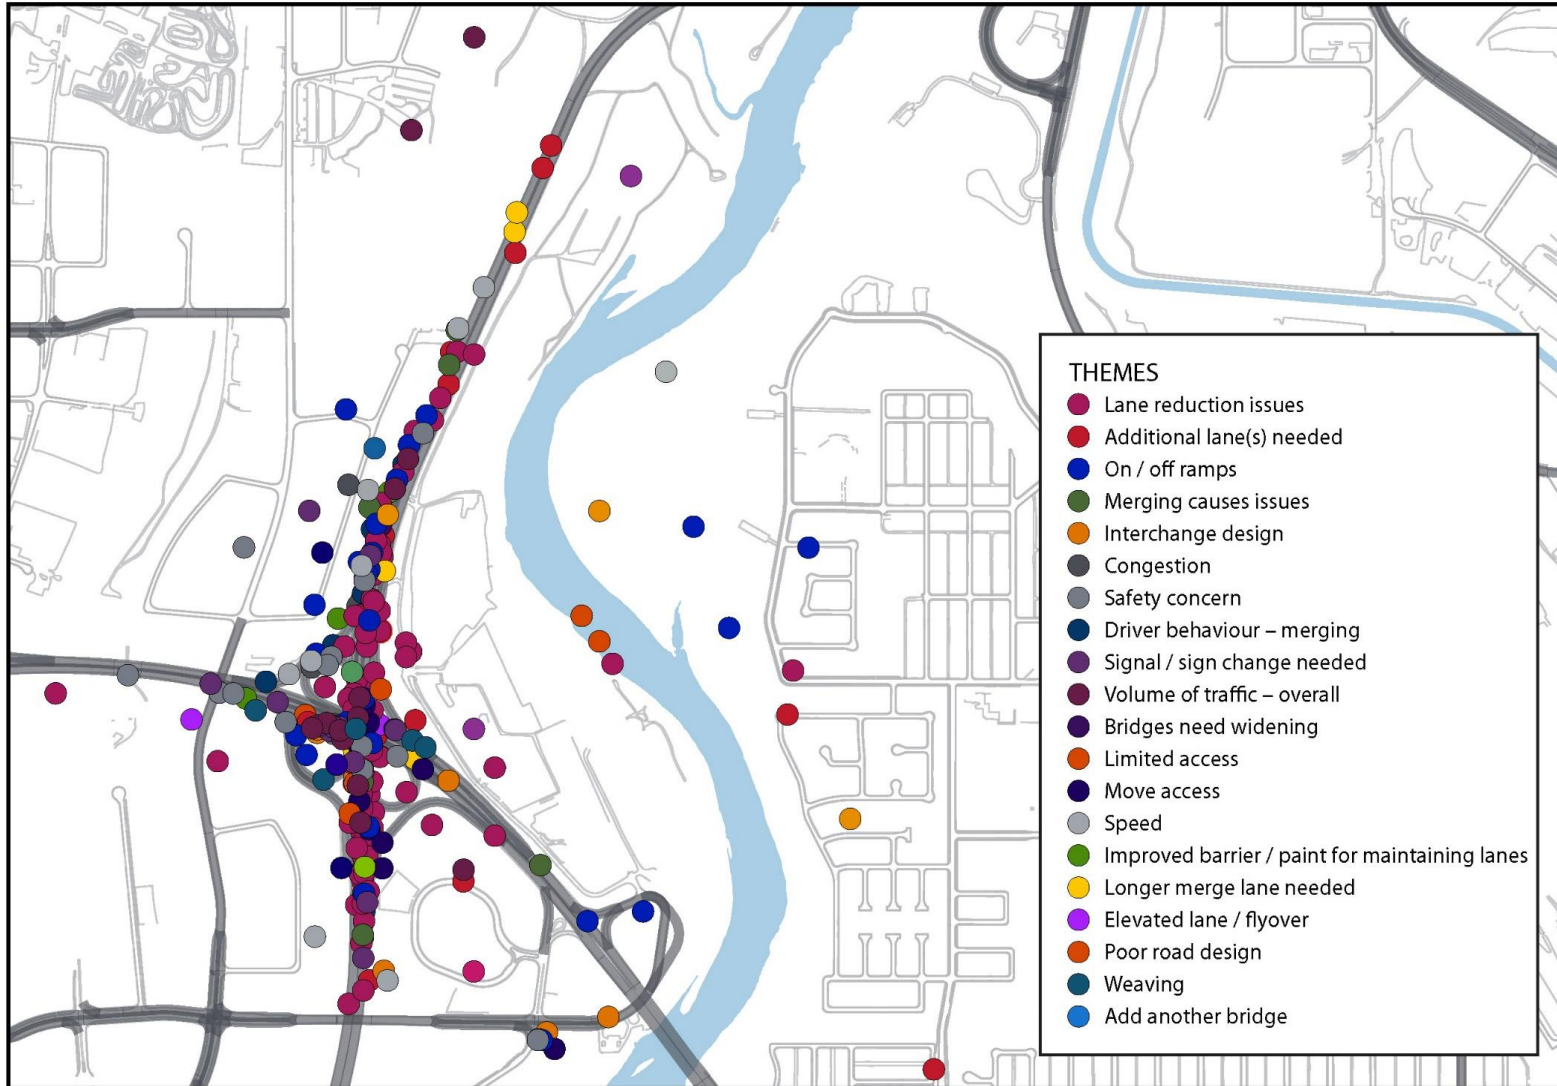 THEMES
Lane reduction issues
Additional lane(s) needed
On / off ramps
Merging causes issues
Interchange design
Congestion
Safety concern
Driver behaviour – merging
Signal / sign change needed
Volume of traffic – overall
Bridges need widening
Limited access
Move access
Speed
Improved barrier / paint for maintaining lanes
Longer merge lane needed
Elevated lane / flyover
Poor road design
Weaving
Add another bridge